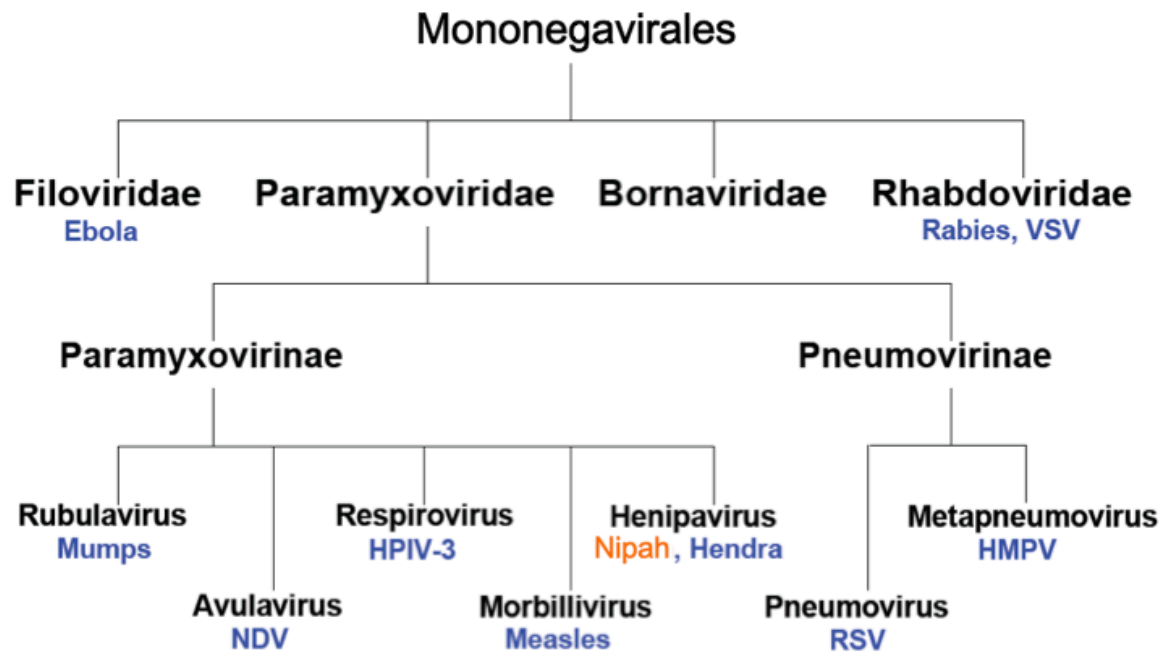 Mononegavirales
Filoviridae Paramyxoviridae Bornaviridae Rhabdoviridae
Ebola Rabies, VSV
Paramyxovirinae Pneumovirinae
Rubulavirus Respirovirus Henipavirus Metapneumovirus
Mumps HPIV-3 Nipah, Hendra HMPV
Avulavirus Morbillivirus Pneumovirus
NDV Measles RSV